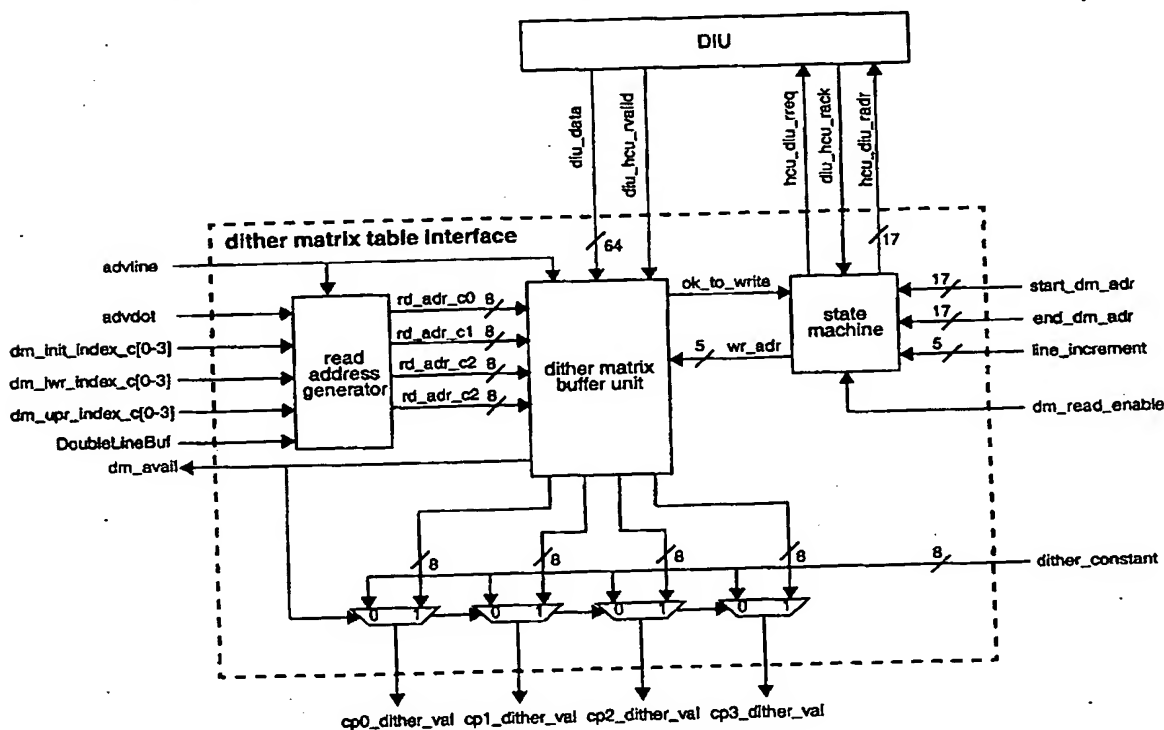 DIU
diu_data
diu_hcu_rvalid
hcu_diu_rreq
diu_hcu_rack
hcu_diu_radr
dither matrix table interface
64
17
advline
advdot
dm_init_index_c[0-3]
dm_lwr_index_c[0-3]
dm_upr_index_c[0-3]
DoubleLineBuf
dm_avail
read
address
generator
rd_adr_c0 8
rd_adr_c1 8
rd_adr_c2 8
rd_adr_c2 8
dither matrix
buffer unit
ok_to_write
5 wr_adr
state
machine
17 start_dm_adr
17 end_dm_adr
5 line_increment
dm_read_enable
8 8 8 8
8 dither_constant
0 1 0 1 0 1 0 1
cp0_dither_val cp1_dither_val cp2_dither_val cp3_dither_val